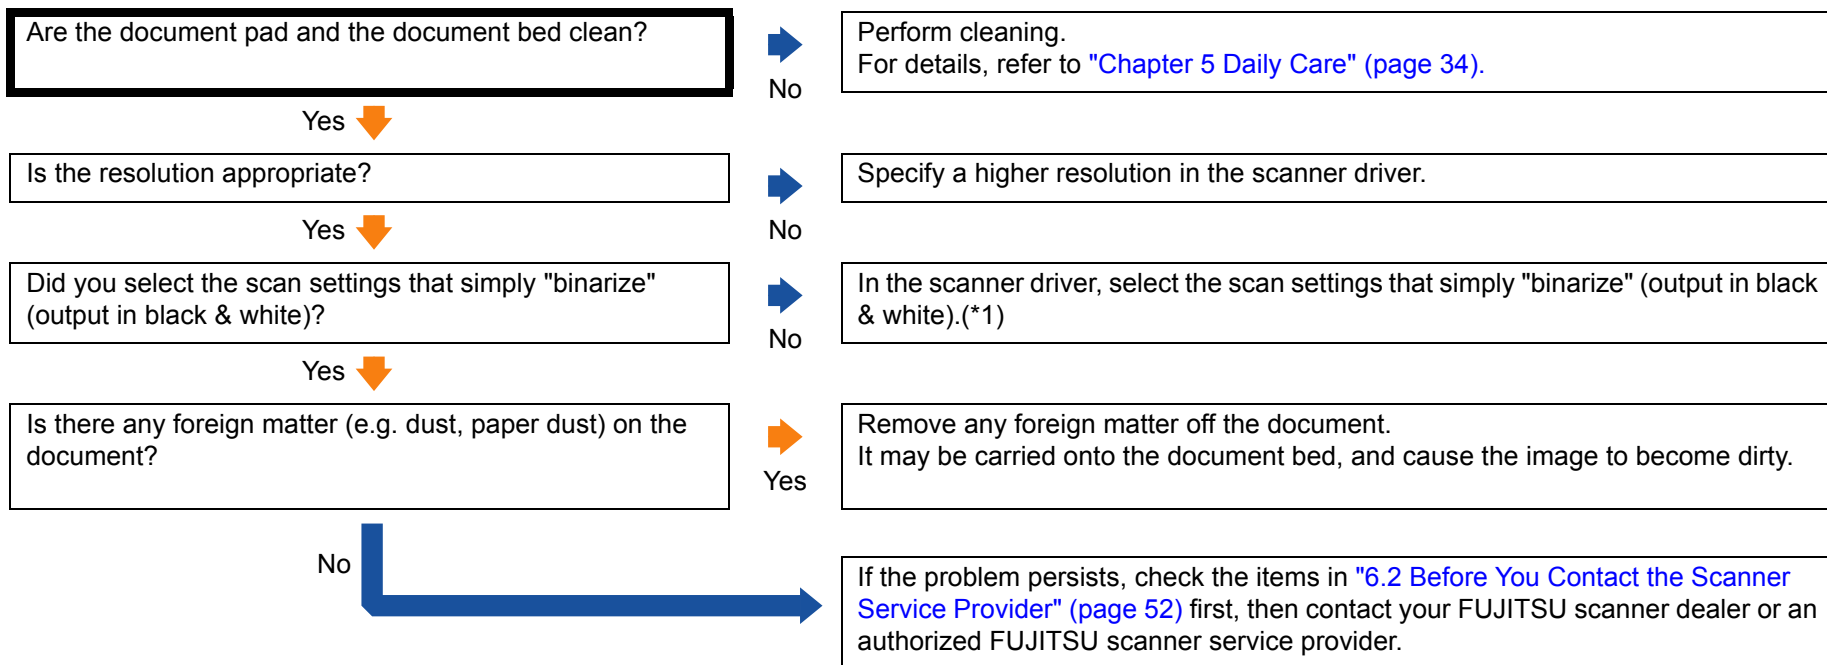 Are the document pad and the document bed clean?
No
Perform cleaning.
For details, refer to "Chapter 5 Daily Care" (page 34).
Yes
Is the resolution appropriate?
No
Specify a higher resolution in the scanner driver.
Yes
Did you select the scan settings that simply "binarize"
(output in black & white)?
No
In the scanner driver, select the scan settings that simply "binarize" (output in black
& white).(*1)
Yes
Is there any foreign matter (e.g. dust, paper dust) on the
document?
Yes
Remove any foreign matter off the document.
It may be carried onto the document bed, and cause the image to become dirty.
No
If the problem persists, check the items in "6.2 Before You Contact the Scanner
Service Provider" (page 52) first, then contact your FUJITSU scanner dealer or an
authorized FUJITSU scanner service provider.